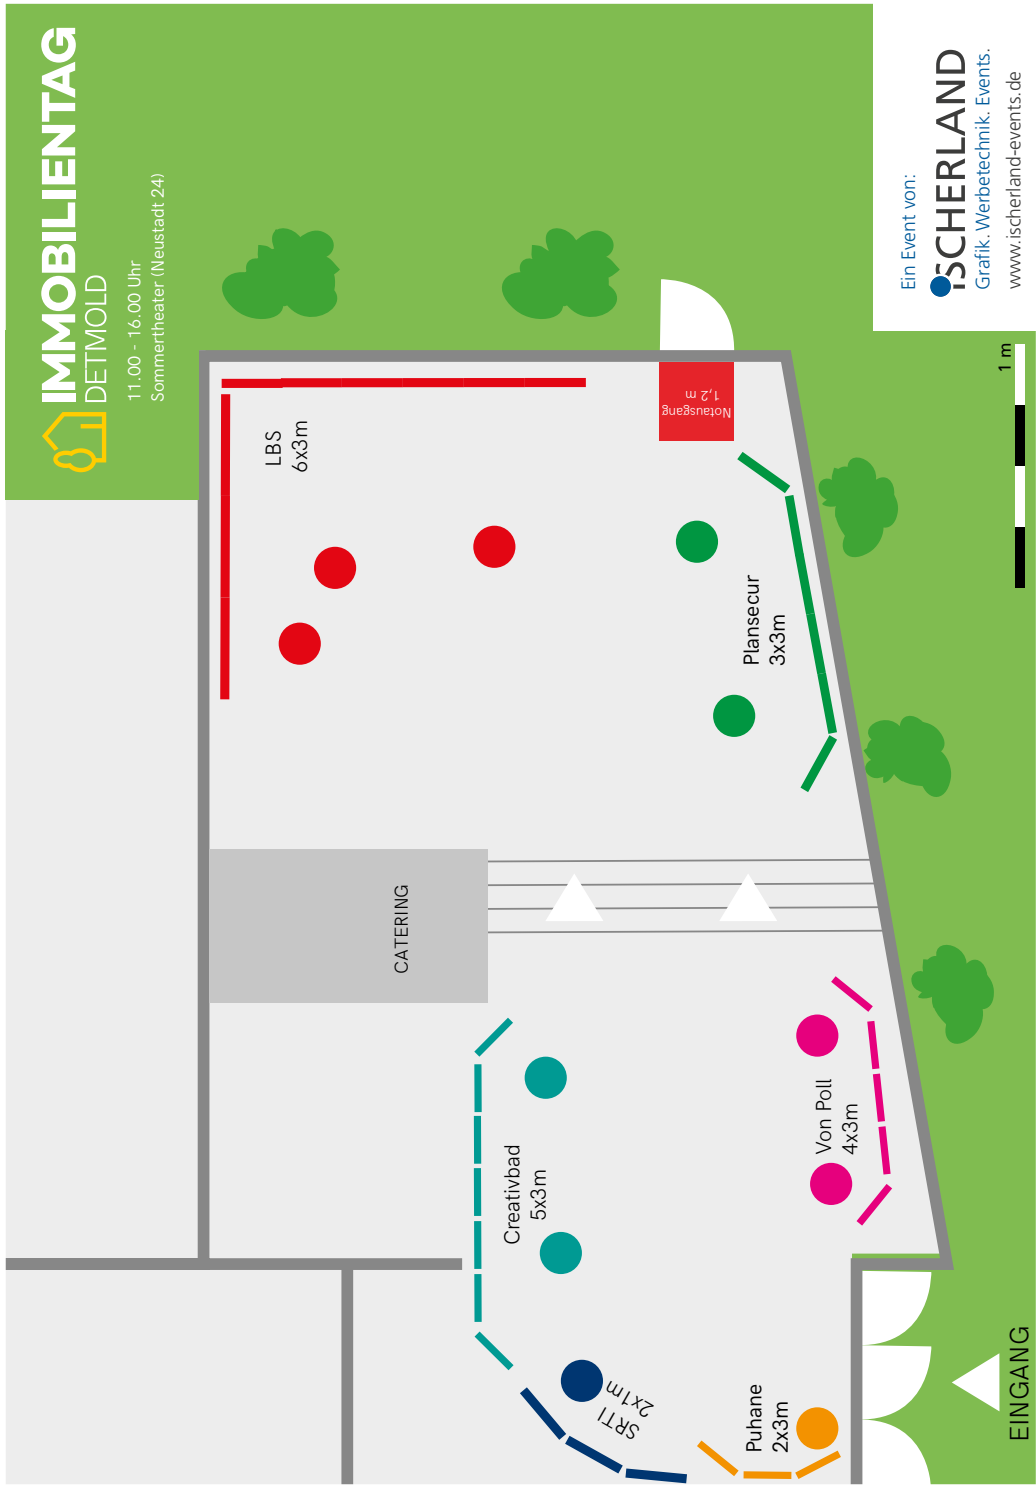 IMMOBILIENTAG
DETMOLD
11.00 - 16.00 Uhr
Sommertheater (Neustadt 24)
Ein Event von:
iSCHERLAND
Grafik. Werbetechnik. Events.
www.ischerland-events.de
1 m
LBS
6x3m
Notausgang
1,2 m
Plansecur
3x3m
CATERING
Creativbad
5x3m
Von Poll
4x3m
SRTI
2x1m
Puhane
2x3m
EINGANG